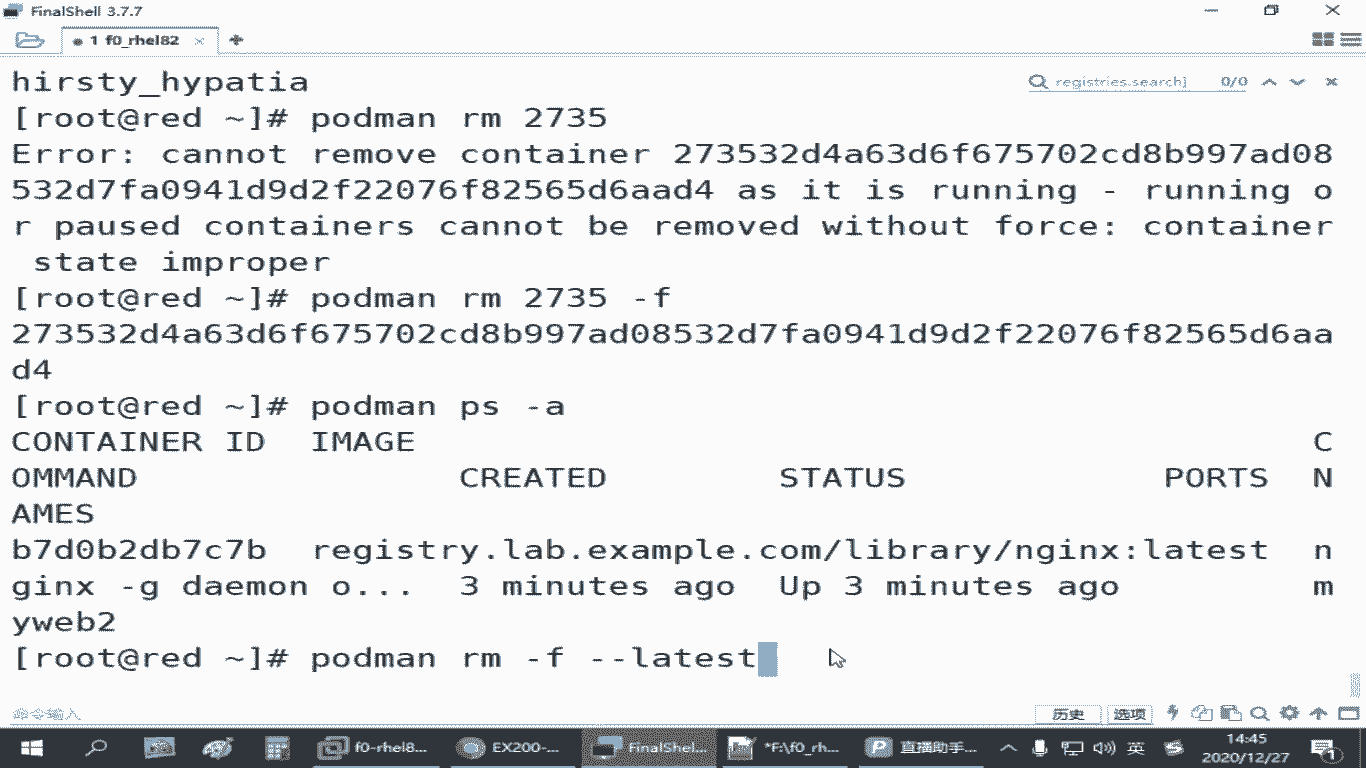 FinalShell 3.7.7
1 f0_rhel82
registries.search] 0/0
hirsty_hypatia
[root@red ~]# podman rm 2735
Error: cannot remove container 273532d4a63d6f675702cd8b997ad08
532d7fa0941d9d2f22076f82565d6aad4 as it is running - running o
r paused containers cannot be removed without force: container
 state improper
[root@red ~]# podman rm 2735 -f
273532d4a63d6f675702cd8b997ad08532d7fa0941d9d2f22076f82565d6aa
d4
[root@red ~]# podman ps -a
CONTAINER ID  IMAGE                                          C
OMMAND               CREATED        STATUS            PORTS  N
AMES
b7d0b2db7c7b  registry.lab.example.com/library/nginx:latest  n
ginx -g daemon o...  3 minutes ago  Up 3 minutes ago         m
yweb2
[root@red ~]# podman rm -f --latest
命令输入 历史 选项
f0-rhel8... EX200-... FinalShel... *F:\f0_rh... 直播助手... 英 14:45
2020/12/27 1